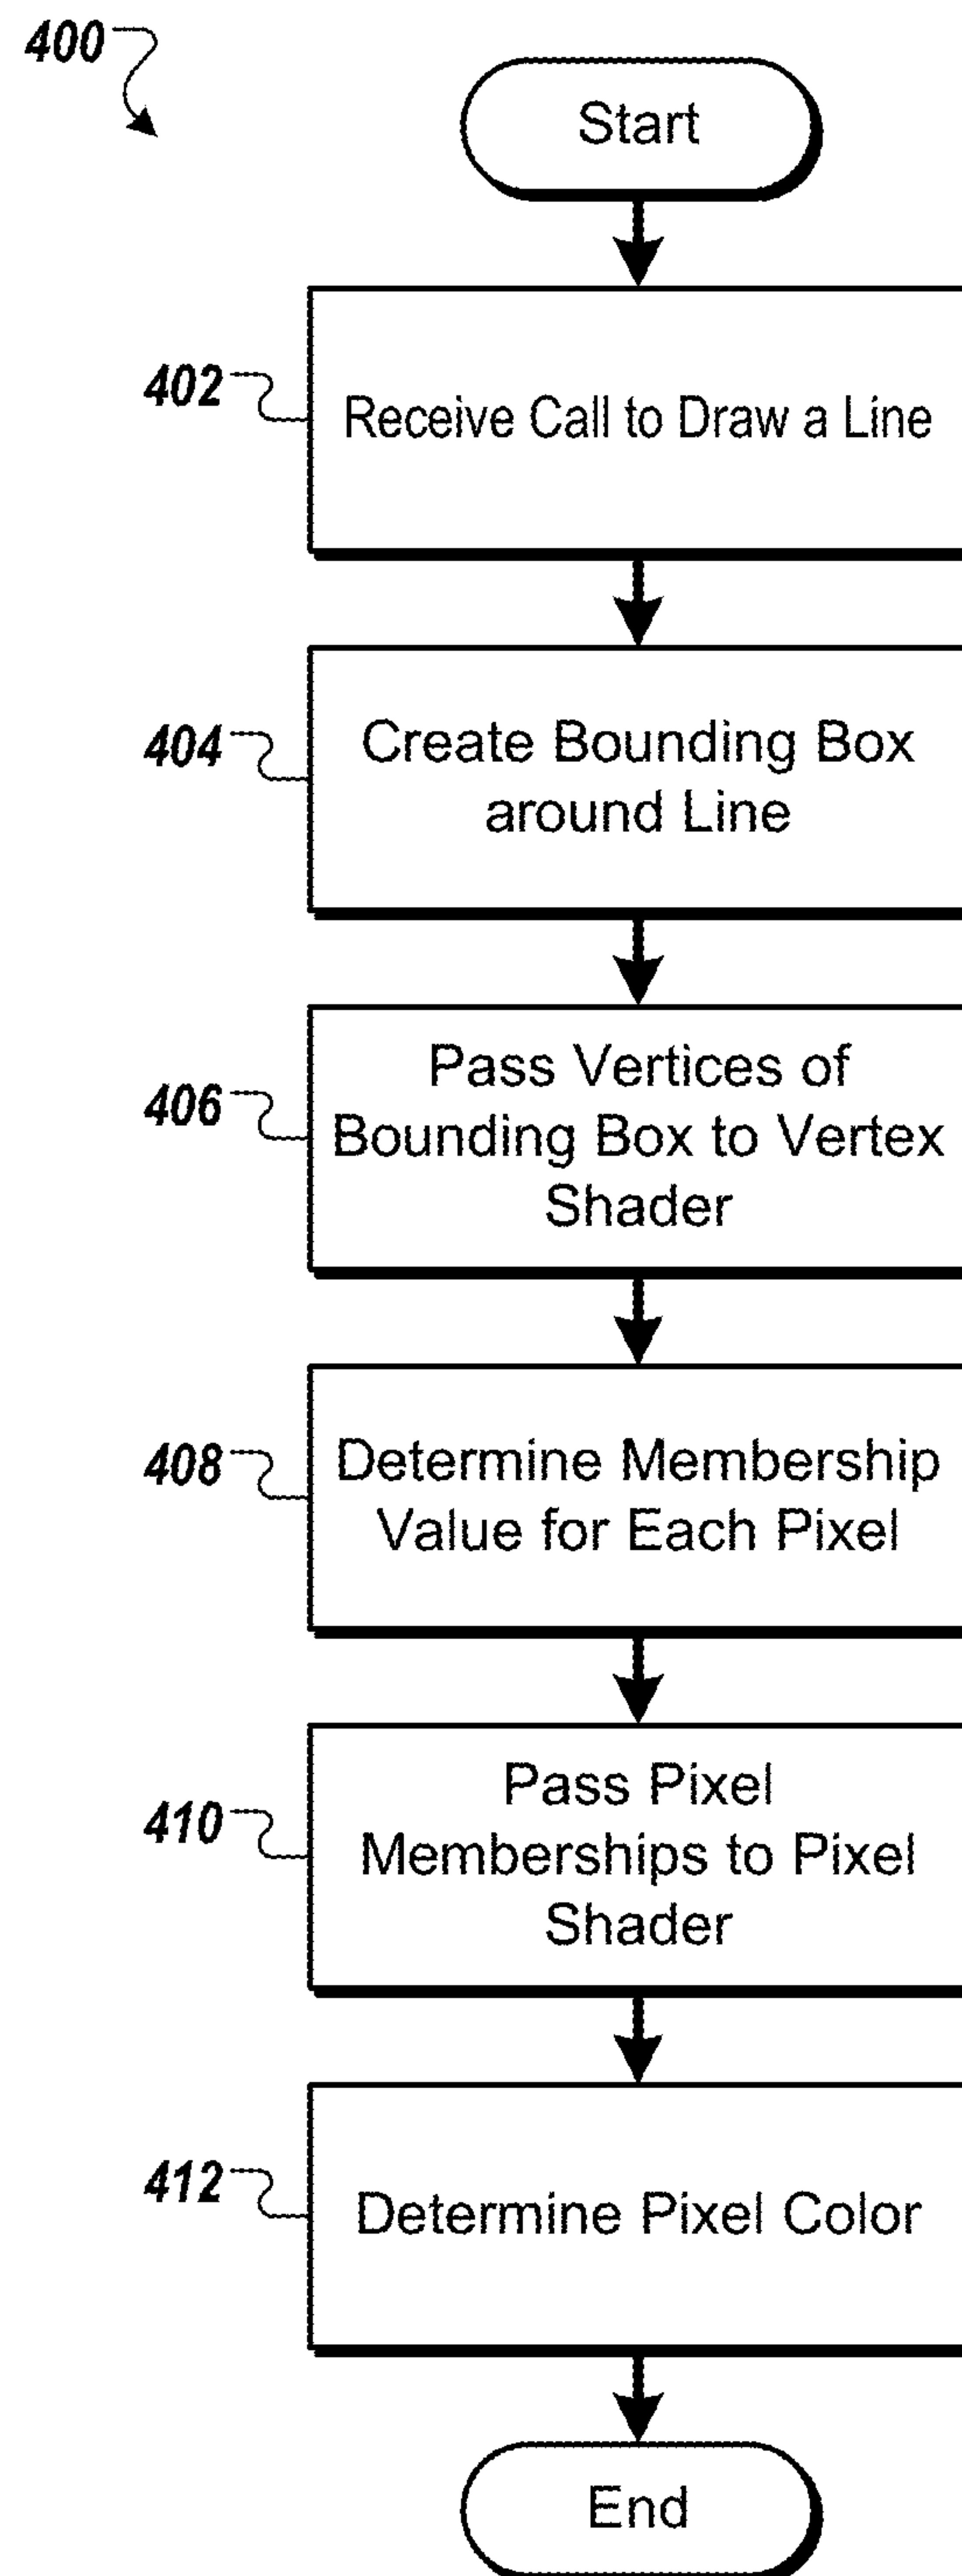 400
Start
402
Receive Call to Draw a Line
404
Create Bounding Box
around Line
406
Pass Vertices of
Bounding Box to Vertex
Shader
408
Determine Membership
Value for Each Pixel
410
Pass Pixel
Memberships to Pixel
Shader
412
Determine Pixel Color
End